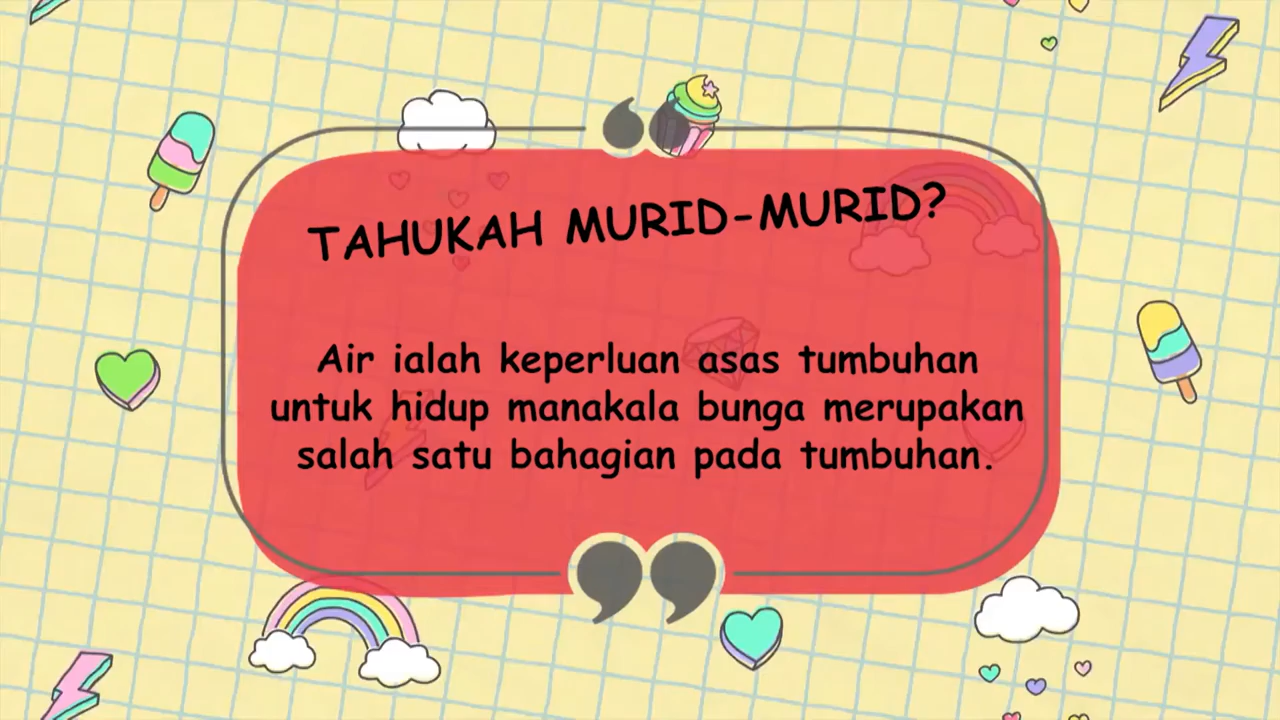 TAHUKAH MURID-MURID?
Air ialah keperluan asas tumbuhan
untuk hidup manakala bunga merupakan
salah satu bahagian pada tumbuhan.